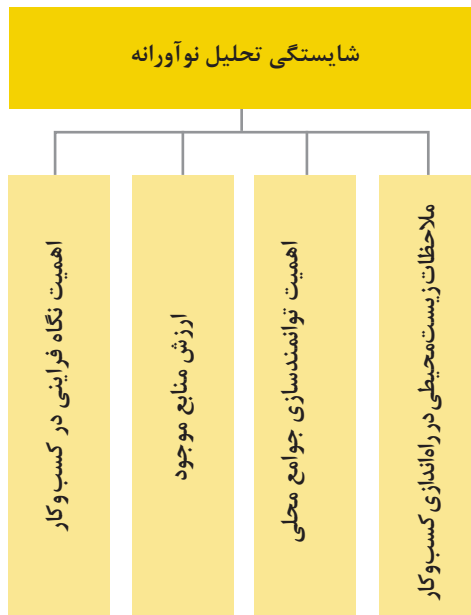 شایستگی تحلیل نوآورانه
ملاحظات زیست‌محیطی در راه‌اندازی کسب‌وکار
اهمیت توانمندسازی جوامع محلی
ارزش منابع موجود
اهمیت نگاه فراینی در کسب‌وکار